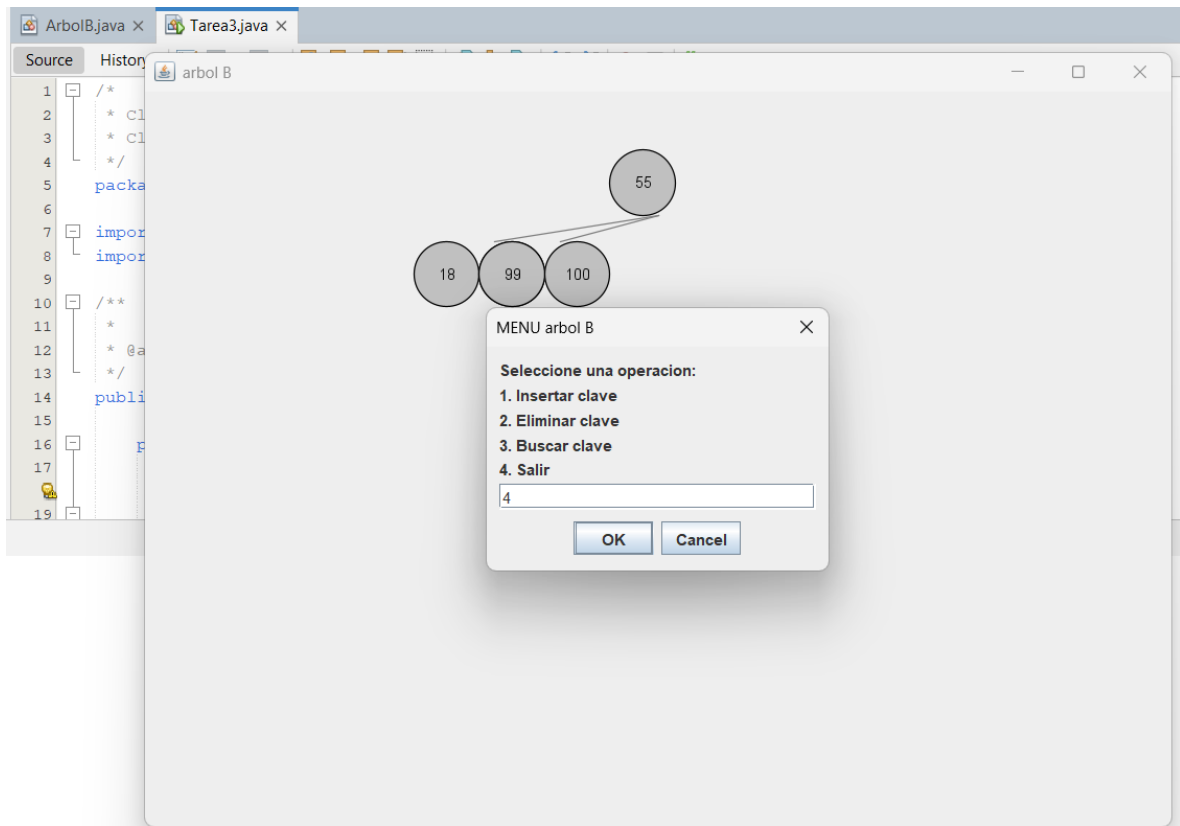 ArbolB.java
Tarea3.java
Source History
arbol B
1 /*
2 * Cl
3 * Cl
4 */
5 packa
6
7 impor
8 impor
9
10 /**
11 *
12 * @a
13 */
14 publi
15
16 p
17
19
55
18 99 100
MENU arbol B
Seleccione una operacion:
1. Insertar clave
2. Eliminar clave
3. Buscar clave
4. Salir
4
OK Cancel